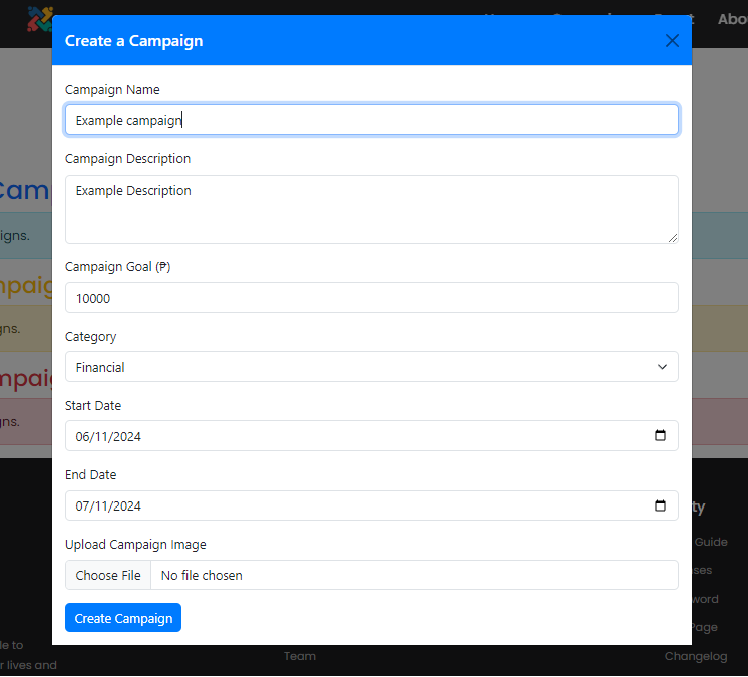 Abo
Create a Campaign
Campaign Name
Example campaign
Campaign Description
Example Description
Campaign Goal (₱)
10000
Category
Financial
Start Date
06/11/2024
End Date
07/11/2024
Upload Campaign Image
Choose File No file chosen
Create Campaign
Cam
igns.
mpaig
gns.
mpaig
gns.
ty
Guide
ses
word
Page
Changelog
le to
r lives and
Team